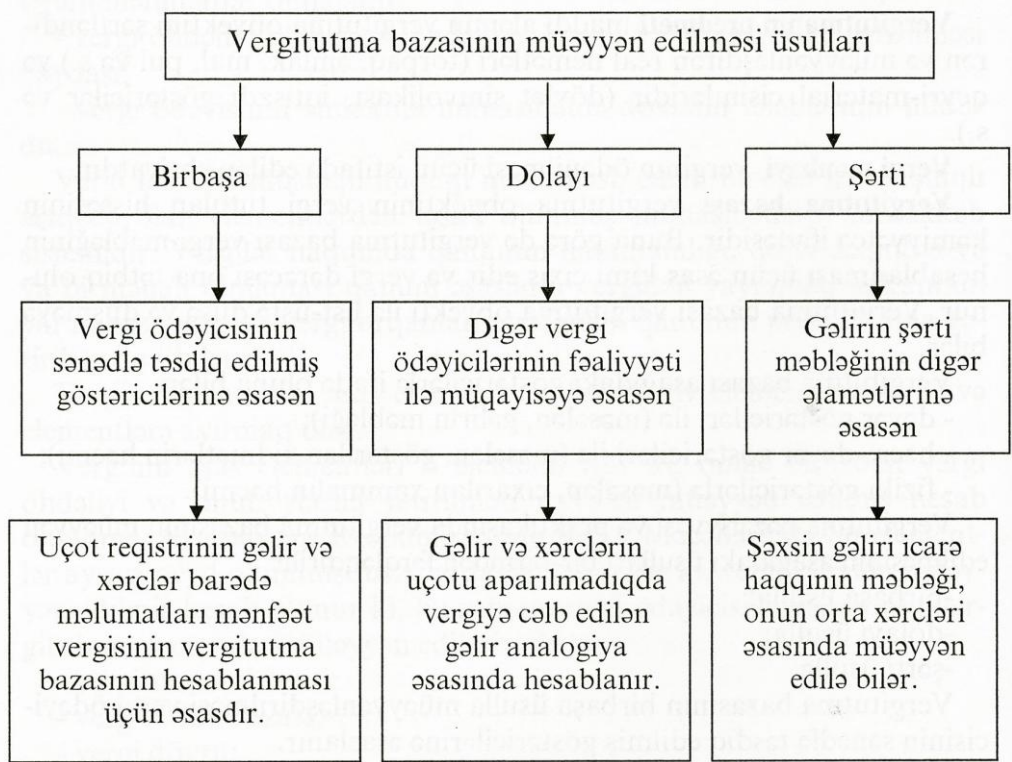 Vergitutma bazasının müəyyən edilməsi üsulları
Birbaşa
Dolayı
Şərti
Vergi ödəyicisinin
sənədlə təsdiq edilmiş
göstəricilərinə əsasən
Digər vergi
ödəyicilərinin fəaliyyəti
ilə müqayisəyə əsasən
Gəlirin şərti
məbləğinin digər
əlamətlərinə
əsasən
Uçot reqistrinin gəlir və
xərclər barədə
məlumatları mənfəət
vergisinin vergitutma
bazasının hesablanması
üçün əsasdır.
Gəlir və xərclərin
uçotu aparılmadıqda
vergiyə cəlb edilən
gəlir analogiya
əsasında hesablanır.
Şəxsin gəliri icarə
haqqının məbləği,
onun orta xərcləri
əsasında müəyyən
edilə bilər.